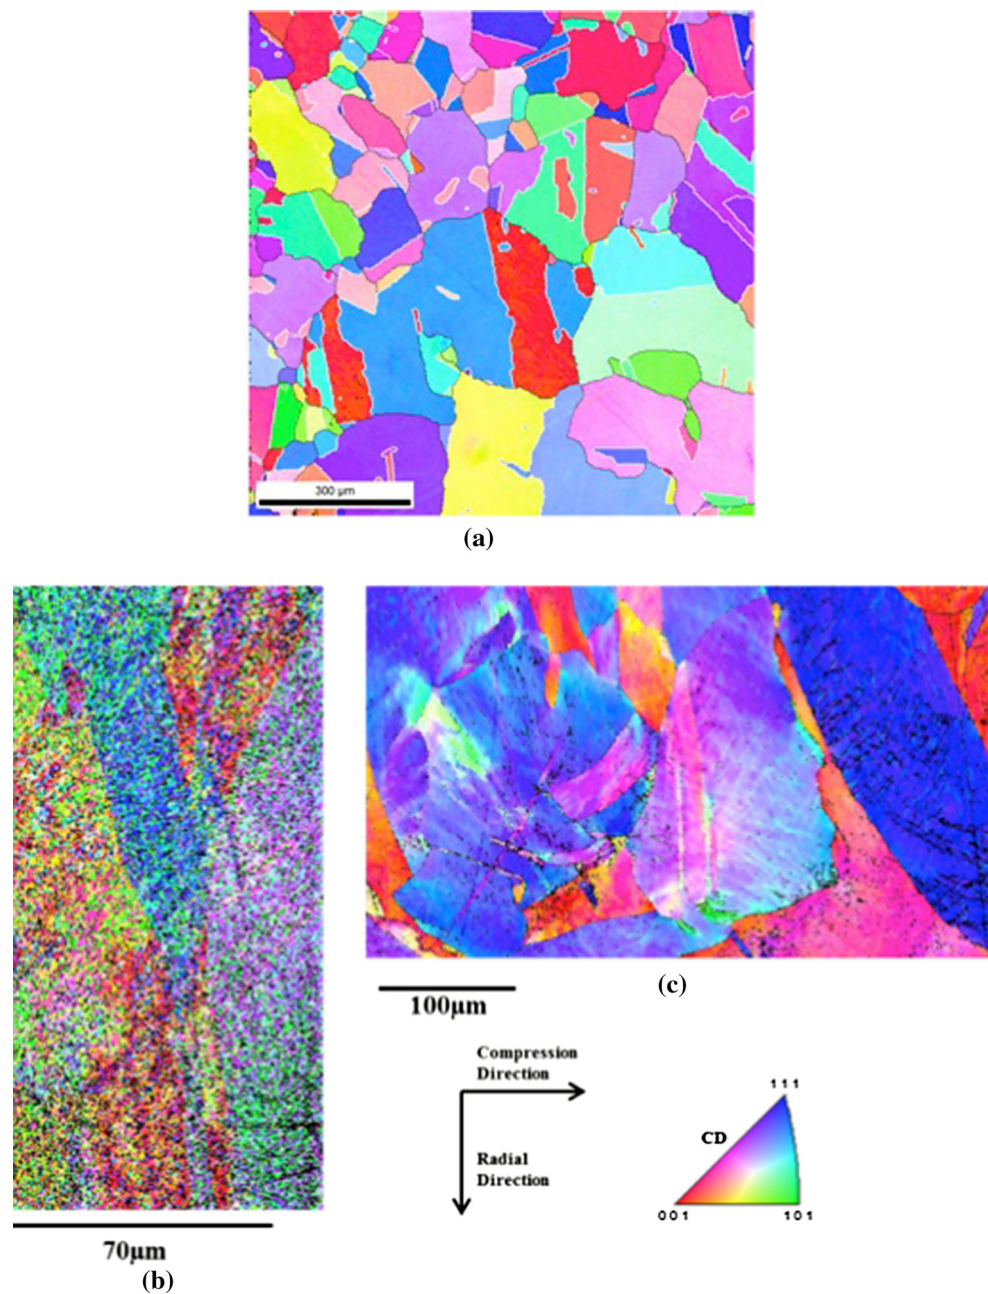 300 µm
(a)
(b)
70µm
(c)
100µm
Compression
Direction
Radial
Direction
111
CD
001
101